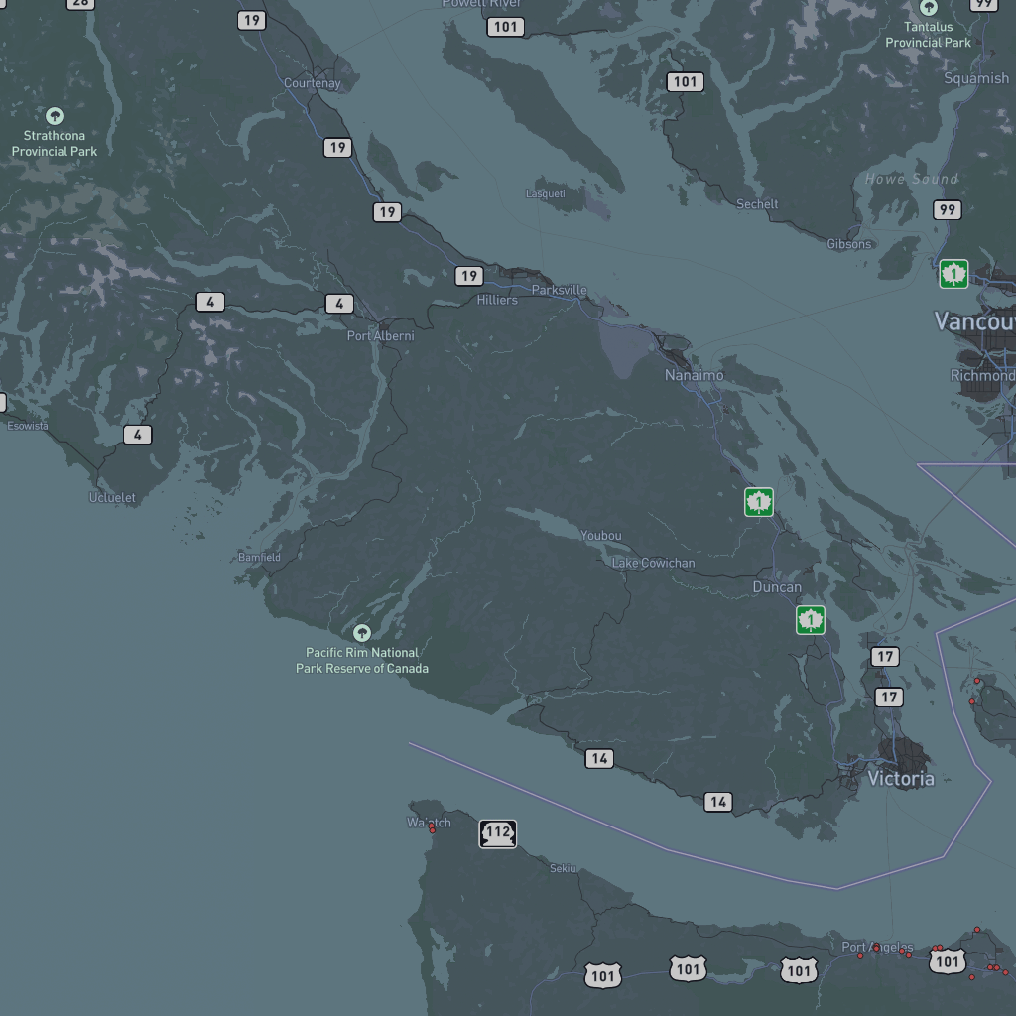 28
19
Powell River
101
Tantalus
Provincial Park
99
Courtenay
101
Squamish
Strathcona
Provincial Park
19
Howe Sound
Lasqueti
Sechelt
19
99
Gibsons
19
1
Parksville
Hilliers
4
4
Port Alberni
Vancou
Nanaimo
Richmond
Esowista
4
Ucluelet
1
Youbou
Bamfield
Lake Cowichan
Duncan
1
Pacific Rim National
Park Reserve of Canada
17
17
14
Victoria
14
Wa'atch
112
Sekiu
Port Angeles
101
101
101
101